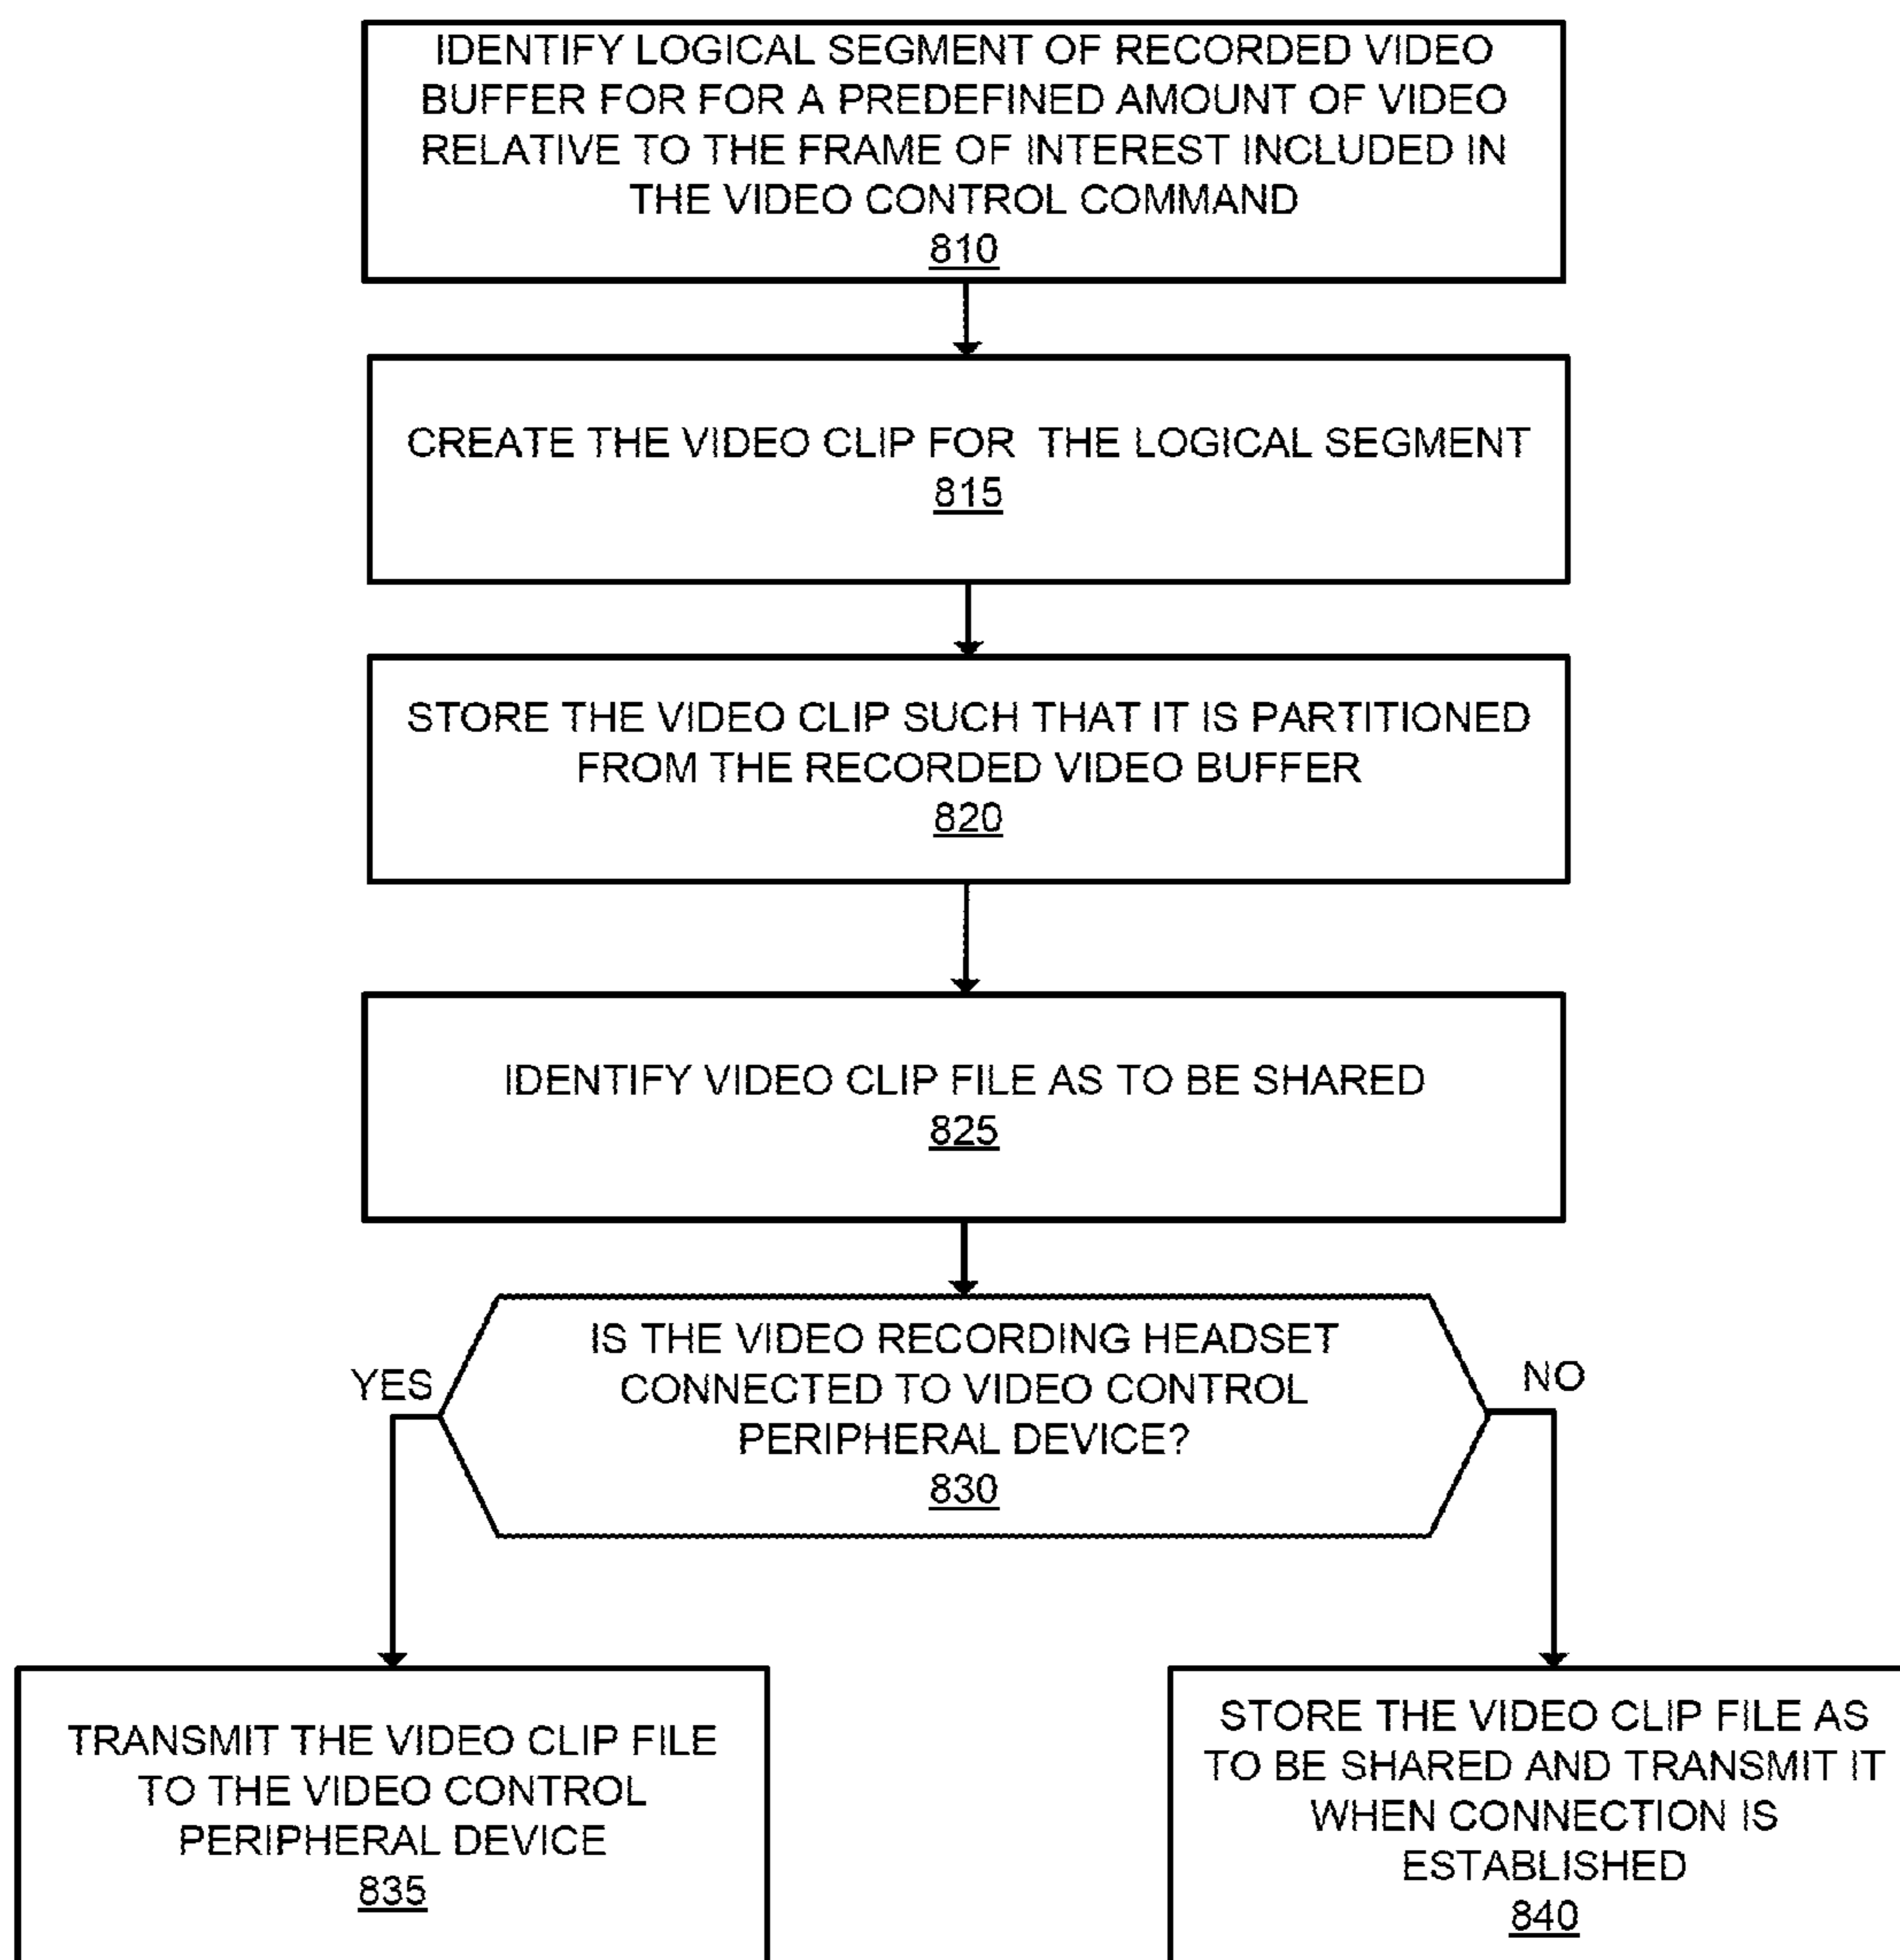 IDENTIFY LOGICAL SEGMENT OF RECORDED VIDEO
BUFFER FOR FOR A PREDEFINED AMOUNT OF VIDEO
RELATIVE TO THE FRAME OF INTEREST INCLUDED IN
THE VIDEO CONTROL COMMAND
810
CREATE THE VIDEO CLIP FOR THE LOGICAL SEGMENT
815
STORE THE VIDEO CLIP SUCH THAT IT IS PARTITIONED
FROM THE RECORDED VIDEO BUFFER
820
IDENTIFY VIDEO CLIP FILE AS TO BE SHARED
825
IS THE VIDEO RECORDING HEADSET
CONNECTED TO VIDEO CONTROL
PERIPHERAL DEVICE?
830
YES
NO
TRANSMIT THE VIDEO CLIP FILE
TO THE VIDEO CONTROL
PERIPHERAL DEVICE
835
STORE THE VIDEO CLIP FILE AS
TO BE SHARED AND TRANSMIT IT
WHEN CONNECTION IS
ESTABLISHED
840